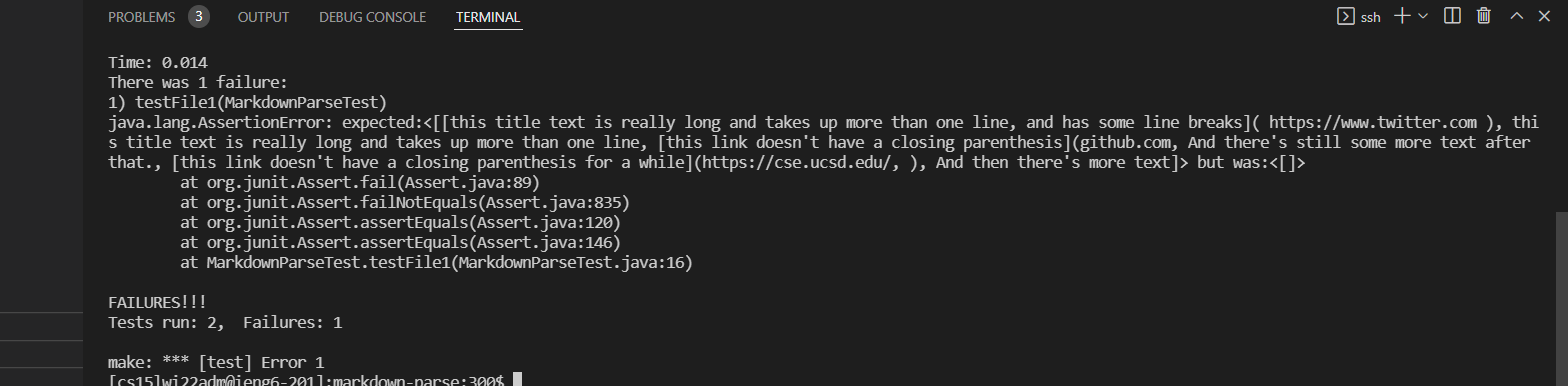 PROBLEMS 3 OUTPUT DEBUG CONSOLE TERMINAL ssh
Time: 0.014
There was 1 failure:
1) testFile1(MarkdownParseTest)
java.lang.AssertionError: expected:<[[this title text is really long and takes up more than one line, and has some line breaks]( https://www.twitter.com ), thi
s title text is really long and takes up more than one line, [this link doesn't have a closing parenthesis](github.com, And there's still some more text after
that., [this link doesn't have a closing parenthesis for a while](https://cse.ucsd.edu/, ), And then there's more text]> but was:<[]>
at org.junit.Assert.fail(Assert.java:89)
at org.junit.Assert.failNotEquals(Assert.java:835)
at org.junit.Assert.assertEquals(Assert.java:120)
at org.junit.Assert.assertEquals(Assert.java:146)
at MarkdownParseTest.testFile1(MarkdownParseTest.java:16)
FAILURES!!!
Tests run: 2,  Failures: 1
make: *** [test] Error 1
[cs15lwi22adm@ieng6-201]:markdown-parse:300$